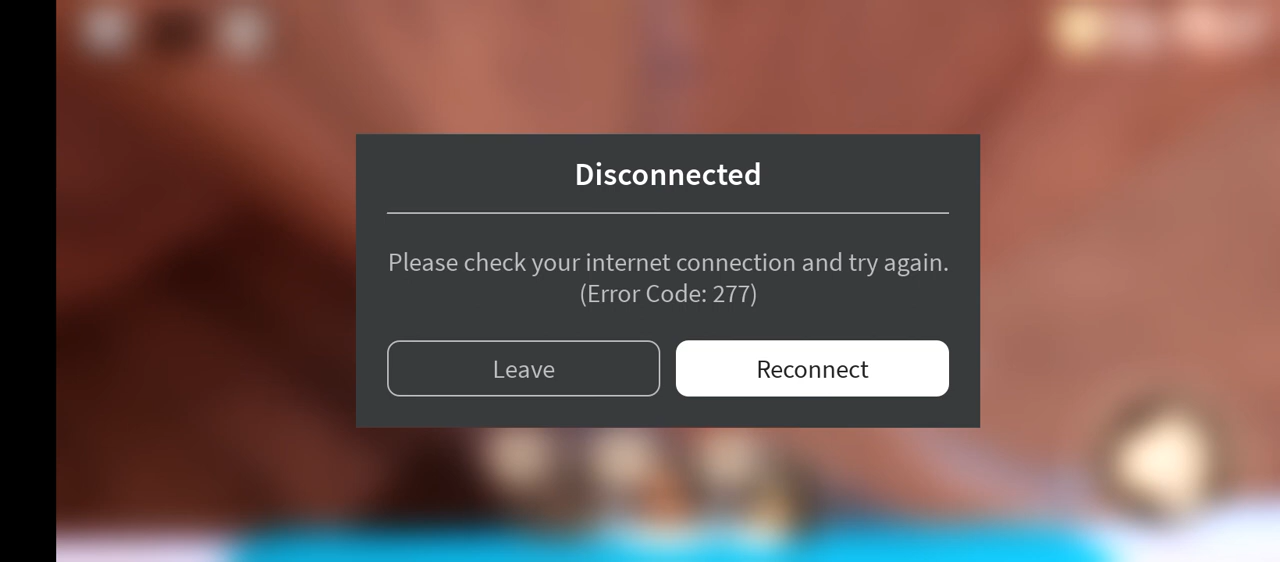 Disconnected
Please check your internet connection and try again.
(Error Code: 277)
Leave
Reconnect